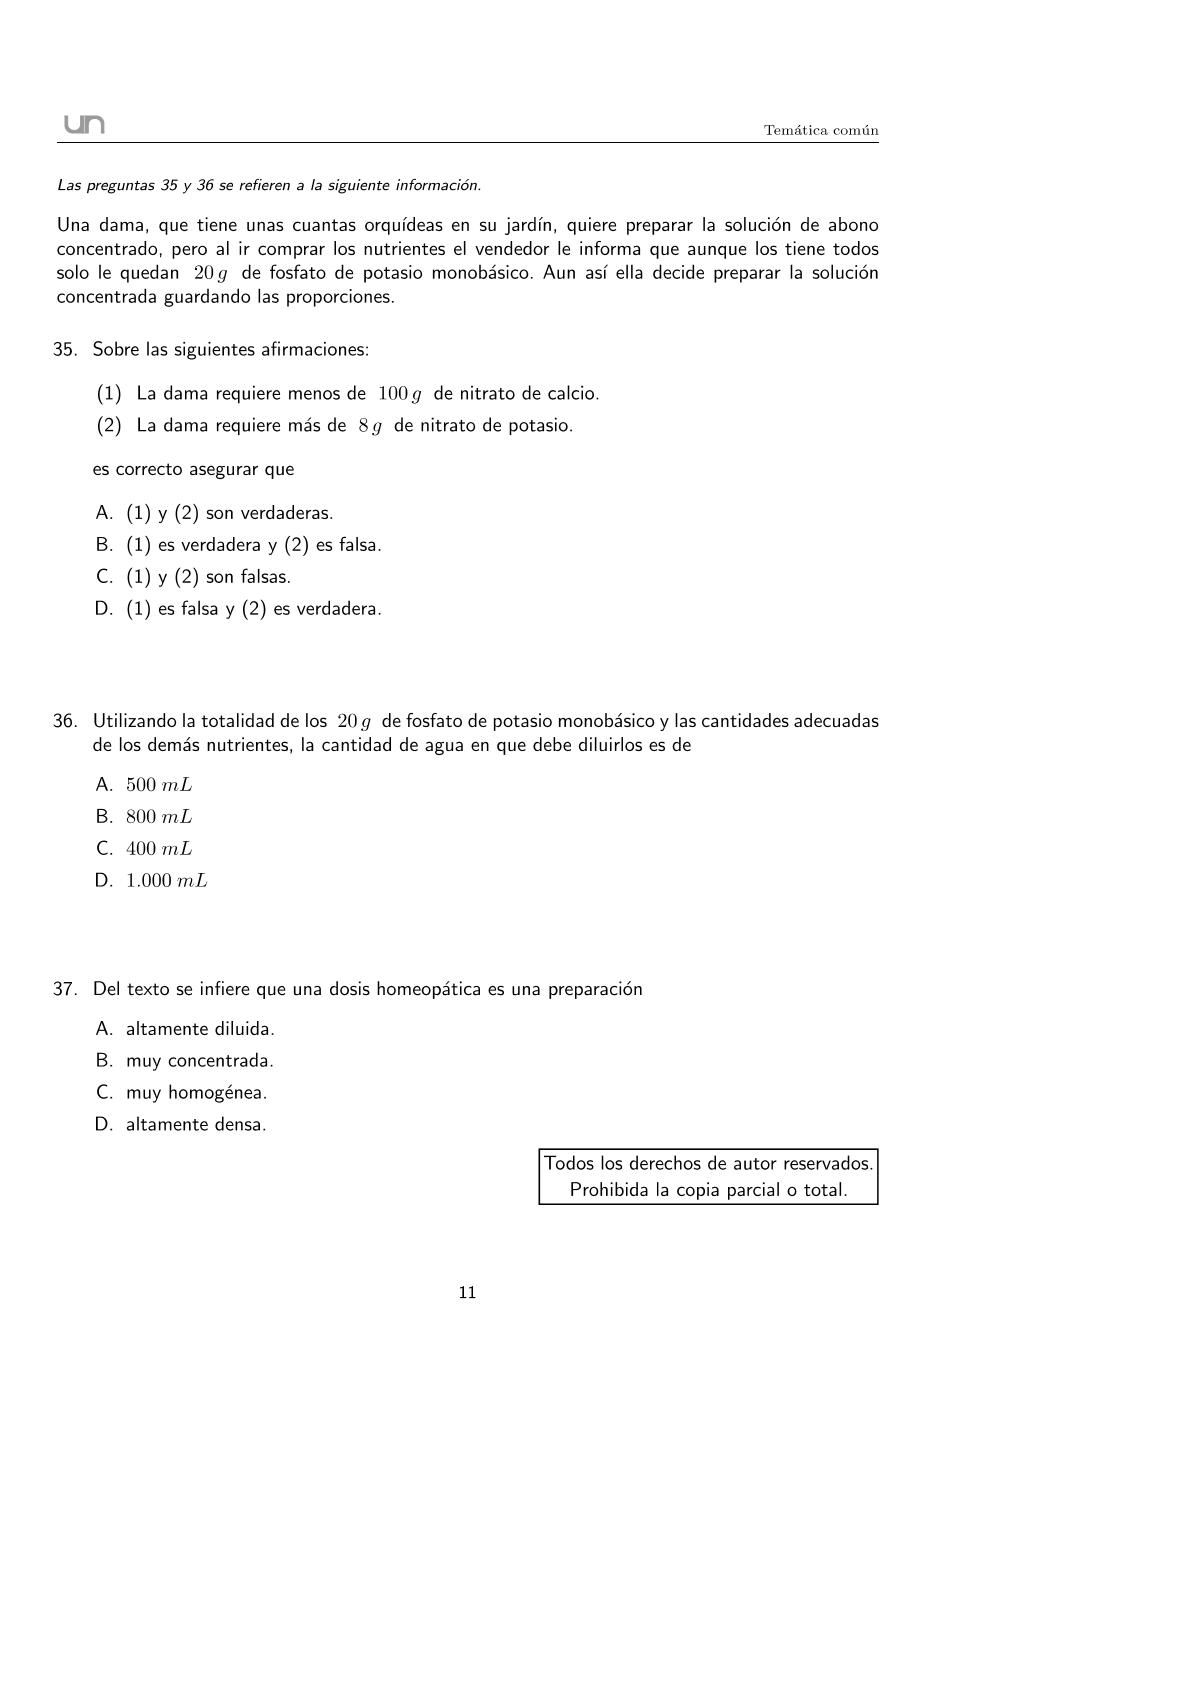 un
Temática común
Las preguntas 35 y 36 se refieren a la siguiente información.
Una dama, que tiene unas cuantas orquídeas en su jardín, quiere preparar la solución de abono
concentrado, pero al ir comprar los nutrientes el vendedor le informa que aunque los tiene todos
solo le quedan 20 g de fosfato de potasio monobásico. Aun así ella decide preparar la solución
concentrada guardando las proporciones.
35. Sobre las siguientes afirmaciones:
(1) La dama requiere menos de 100 g de nitrato de calcio.
(2) La dama requiere más de 8 g de nitrato de potasio.
es correcto asegurar que
A. (1) y (2) son verdaderas.
B. (1) es verdadera y (2) es falsa.
C. (1) y (2) son falsas.
D. (1) es falsa y (2) es verdadera.
36. Utilizando la totalidad de los 20 g de fosfato de potasio monobásico y las cantidades adecuadas
de los demás nutrientes, la cantidad de agua en que debe diluirlos es de
A. 500 mL
B. 800 mL
C. 400 mL
D. 1.000 mL
37. Del texto se infiere que una dosis homeopática es una preparación
A. altamente diluida.
B. muy concentrada.
C. muy homogénea.
D. altamente densa.
Todos los derechos de autor reservados.
Prohibida la copia parcial o total.
11